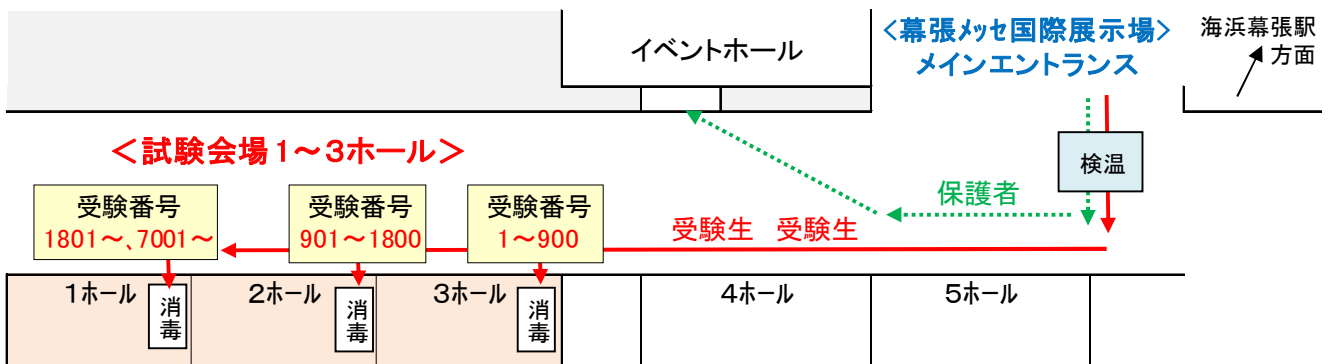 イベントホール
<幕張メッセ国際展示場>
メインエントランス
海浜幕張駅
方面
<試験会場1～3ホール>
検温
保護者
受験番号
1801～、7001～
受験番号
901～1800
受験番号
1～900
受験生 受験生
1ホール
消毒
2ホール
消毒
3ホール
消毒
4ホール
5ホール